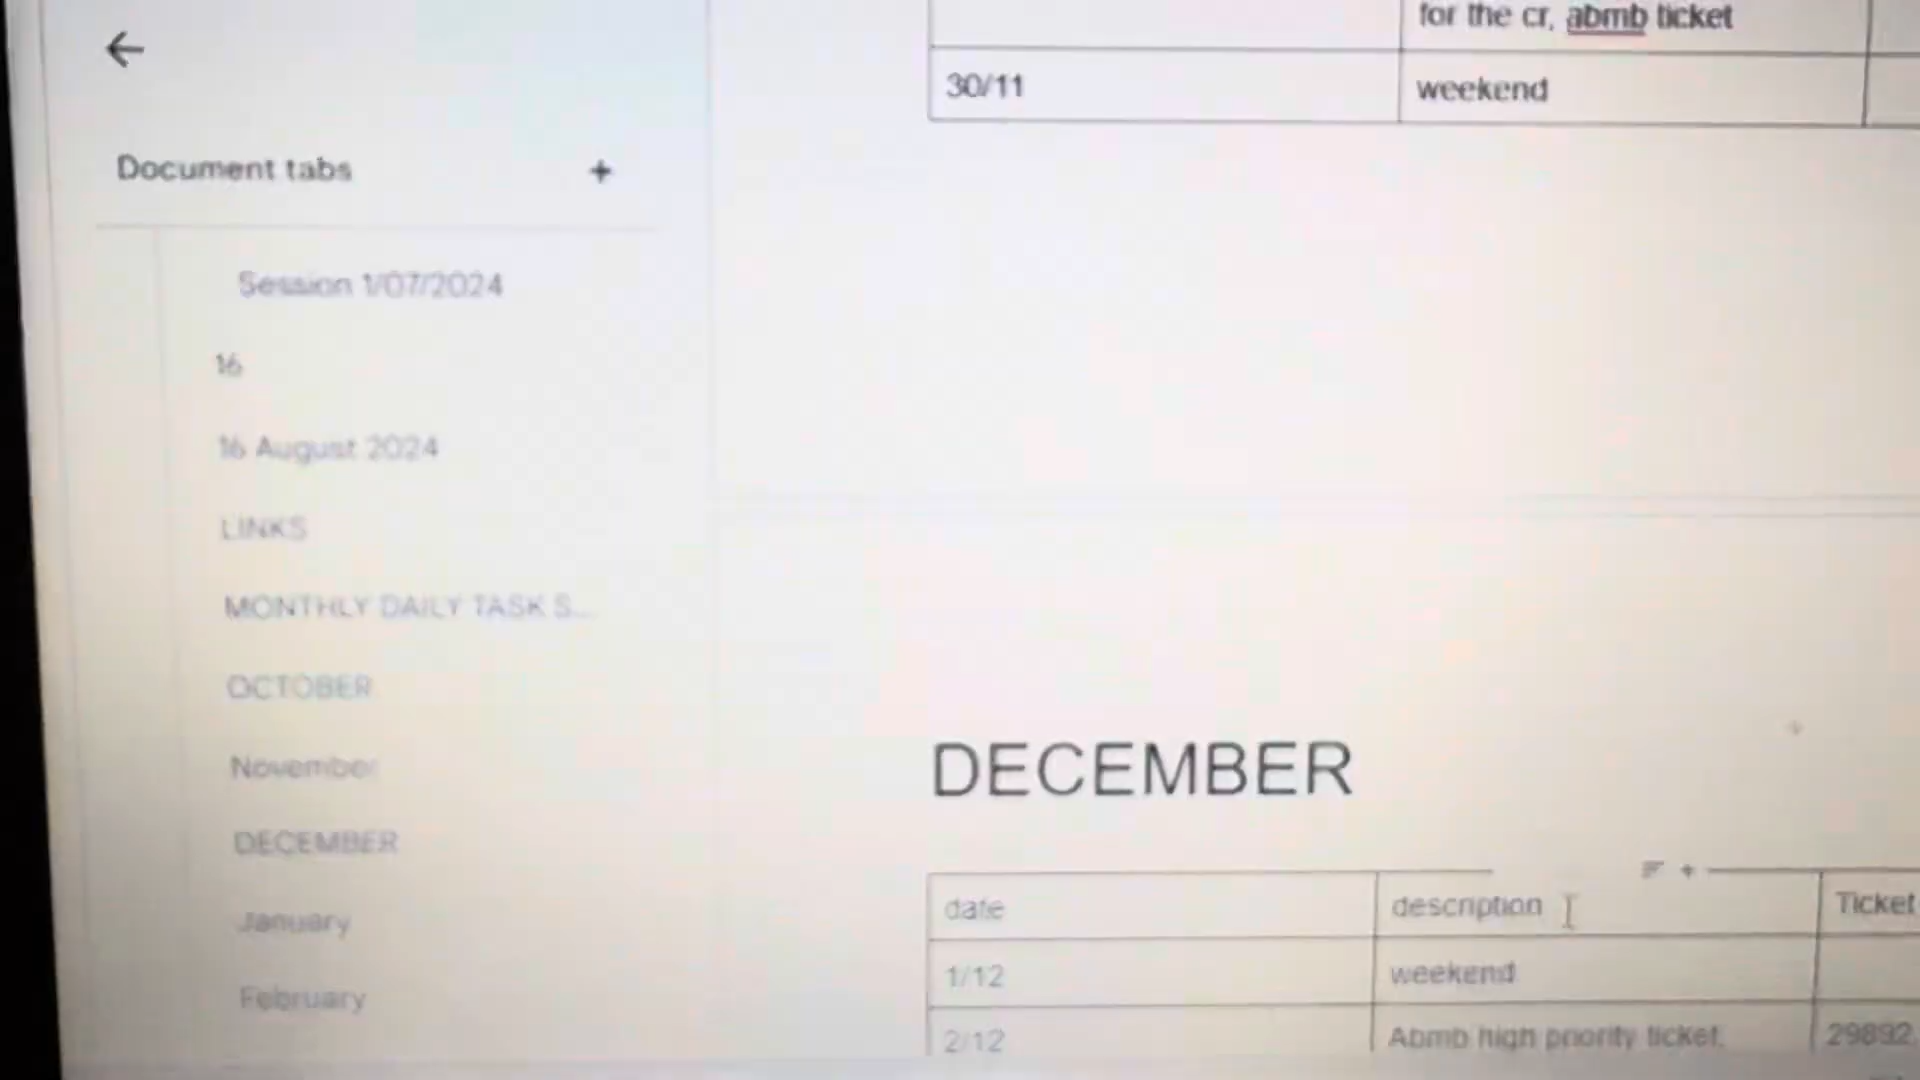 Document tabs
Session 1/07/2024
16
16 August 2024
LINKS
MONTHLY DAILY TASK S...
OCTOBER
November
DECEMBER
January
February
for the cr, abmb ticket
30/11
weekend
DECEMBER
date
description
Ticket
1/12
weekend
2/12
Abmb high priority ticket,
29892